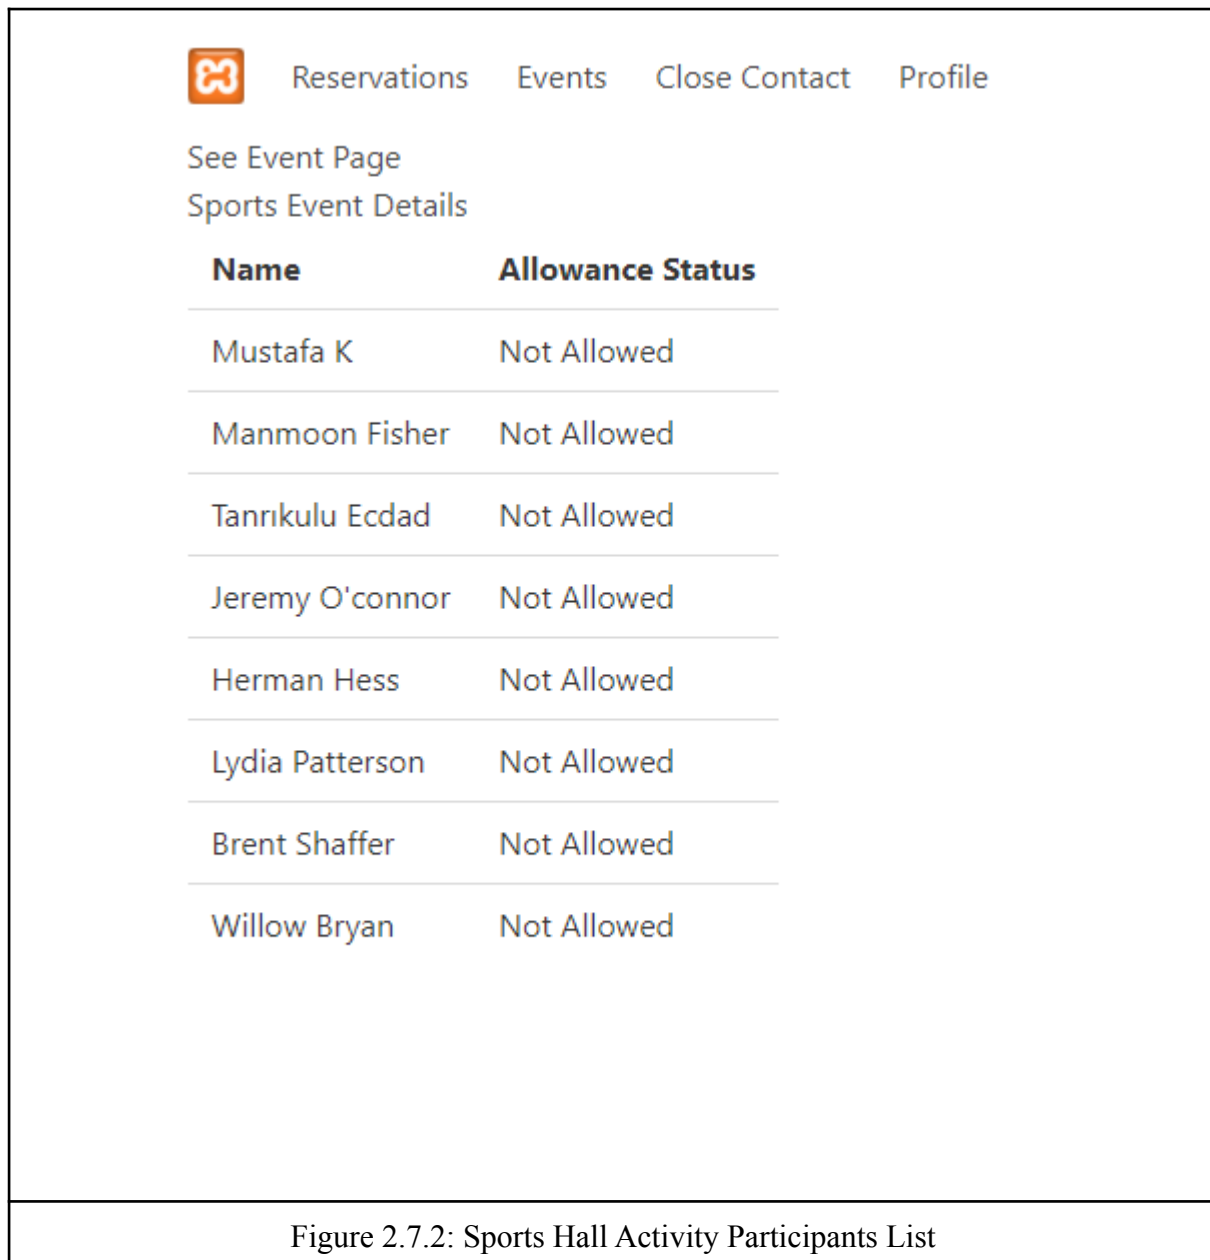 Reservations Events Close Contact Profile
See Event Page
Sports Event Details
Name Allowance Status
Mustafa K Not Allowed
Manmoon Fisher Not Allowed
Tanrıkulu Ecdad Not Allowed
Jeremy O'connor Not Allowed
Herman Hess Not Allowed
Lydia Patterson Not Allowed
Brent Shaffer Not Allowed
Willow Bryan Not Allowed
Figure 2.7.2: Sports Hall Activity Participants List